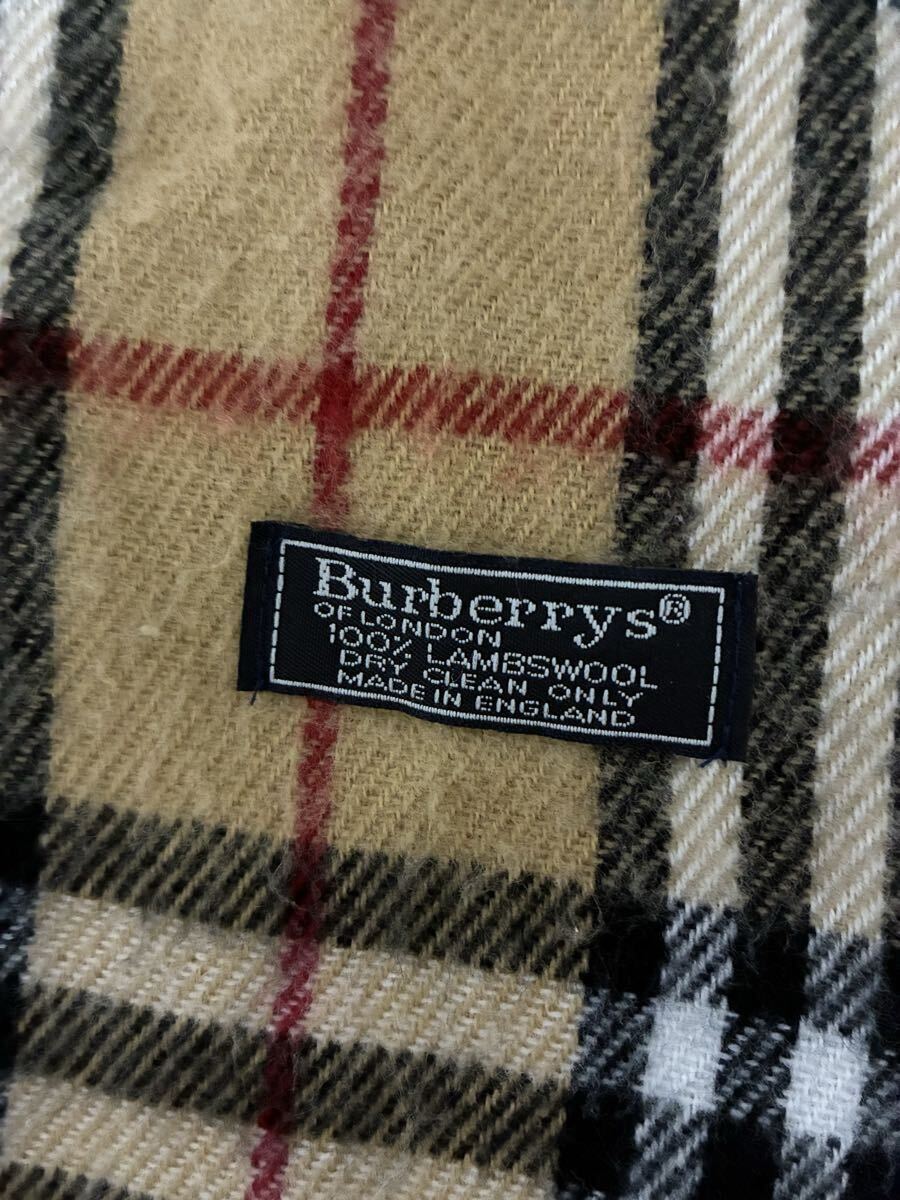 Burberrys®
OF LONDON
100% LAMBSWOOL
DRY CLEAN ONLY
MADE IN ENGLAND